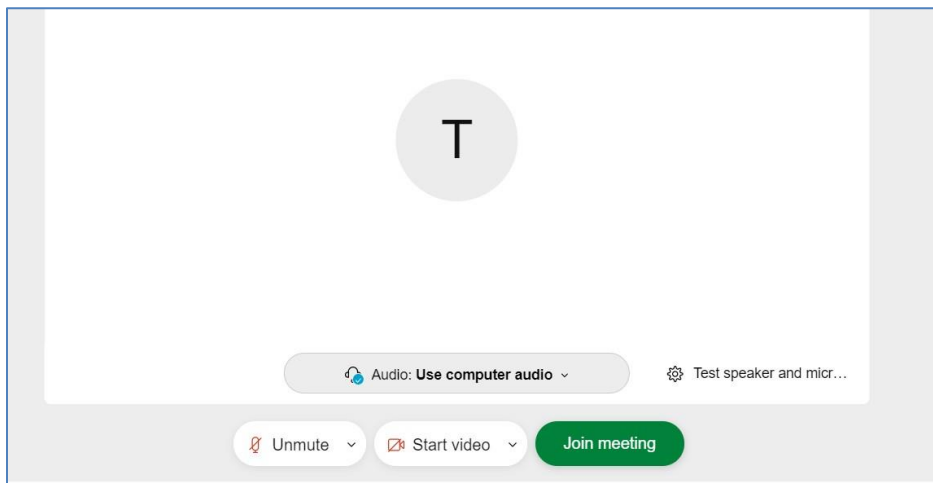 T
Audio: Use computer audio
Test speaker and micr...
Unmute
Start video
Join meeting